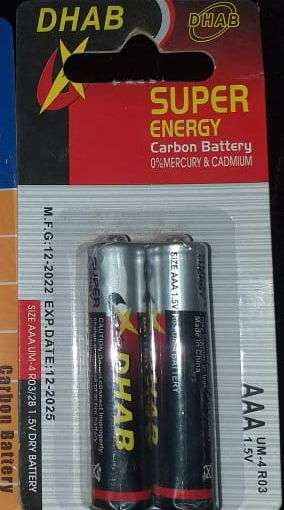 DHAB
DHAB
SUPER
ENERGY
Carbon Battery
0%MERCURY & CADMIUM
M.F.G:12-2022 EXP.DATE:12-2025
SIZE AAA UM-4 R03/2B 1.5V DRY BATTERY
SUPER
DHAB
SIZE AAA 1.5V
DHAB
Made in China
AAA UM-4 R03
1.5V
Carbon Battery